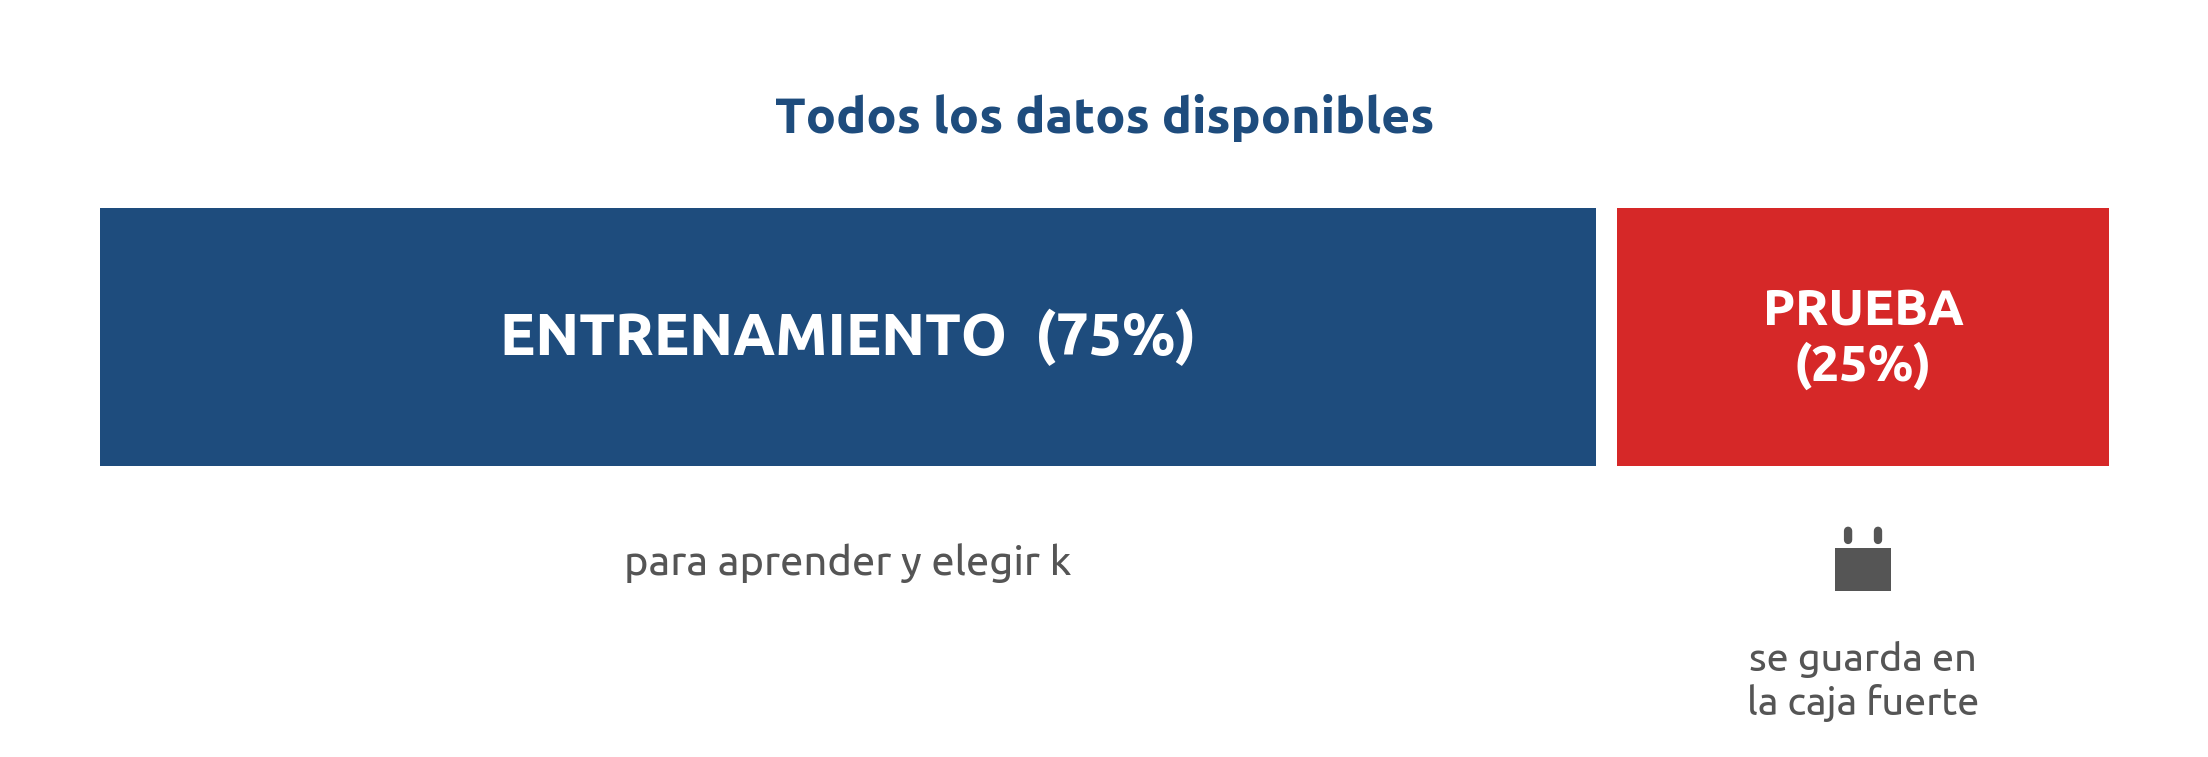 Todos los datos disponibles
ENTRENAMIENTO (75%)
PRUEBA
(25%)
para aprender y elegir k
se guarda en
la caja fuerte